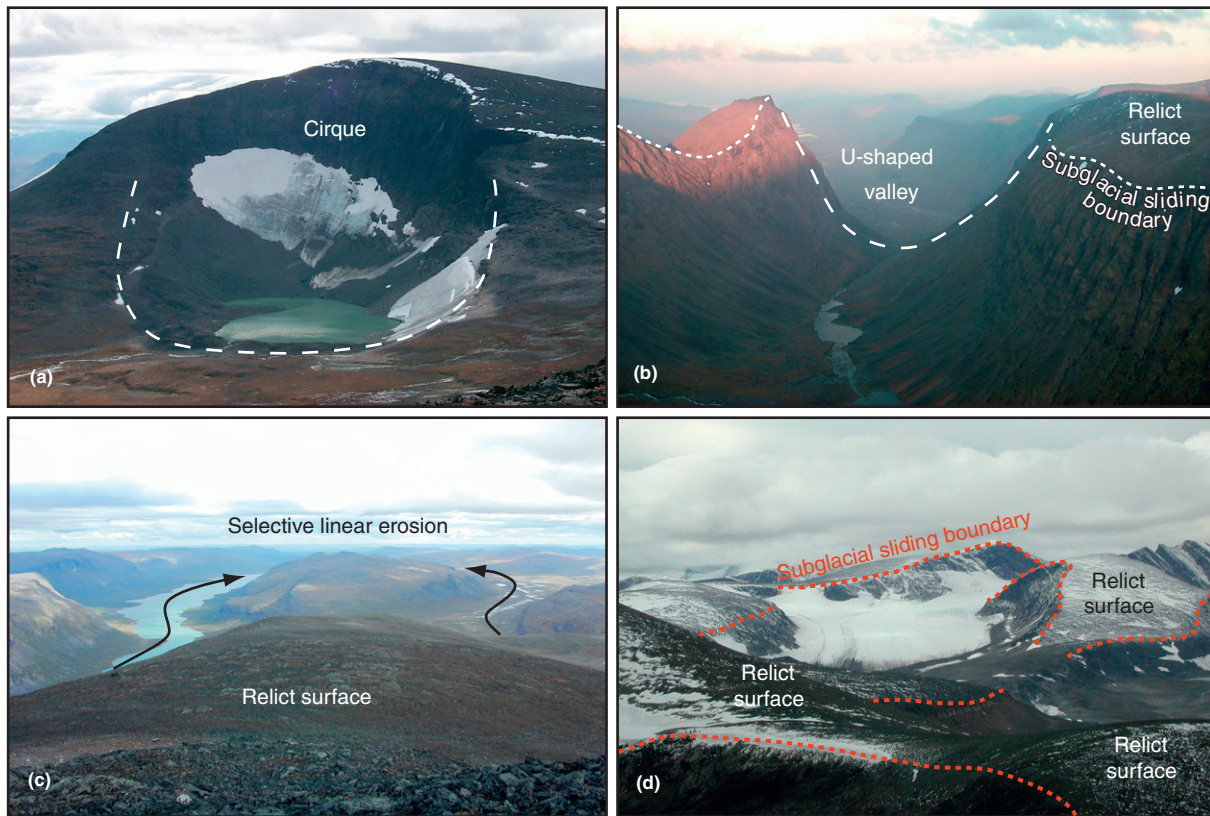 Cirque
(a)
Relict
surface
U-shaped
valley
Subglacial sliding
boundary
(b)
Selective linear erosion
Relict surface
(c)
Subglacial sliding boundary
Relict
surface
Relict
surface
Relict
surface
(d)